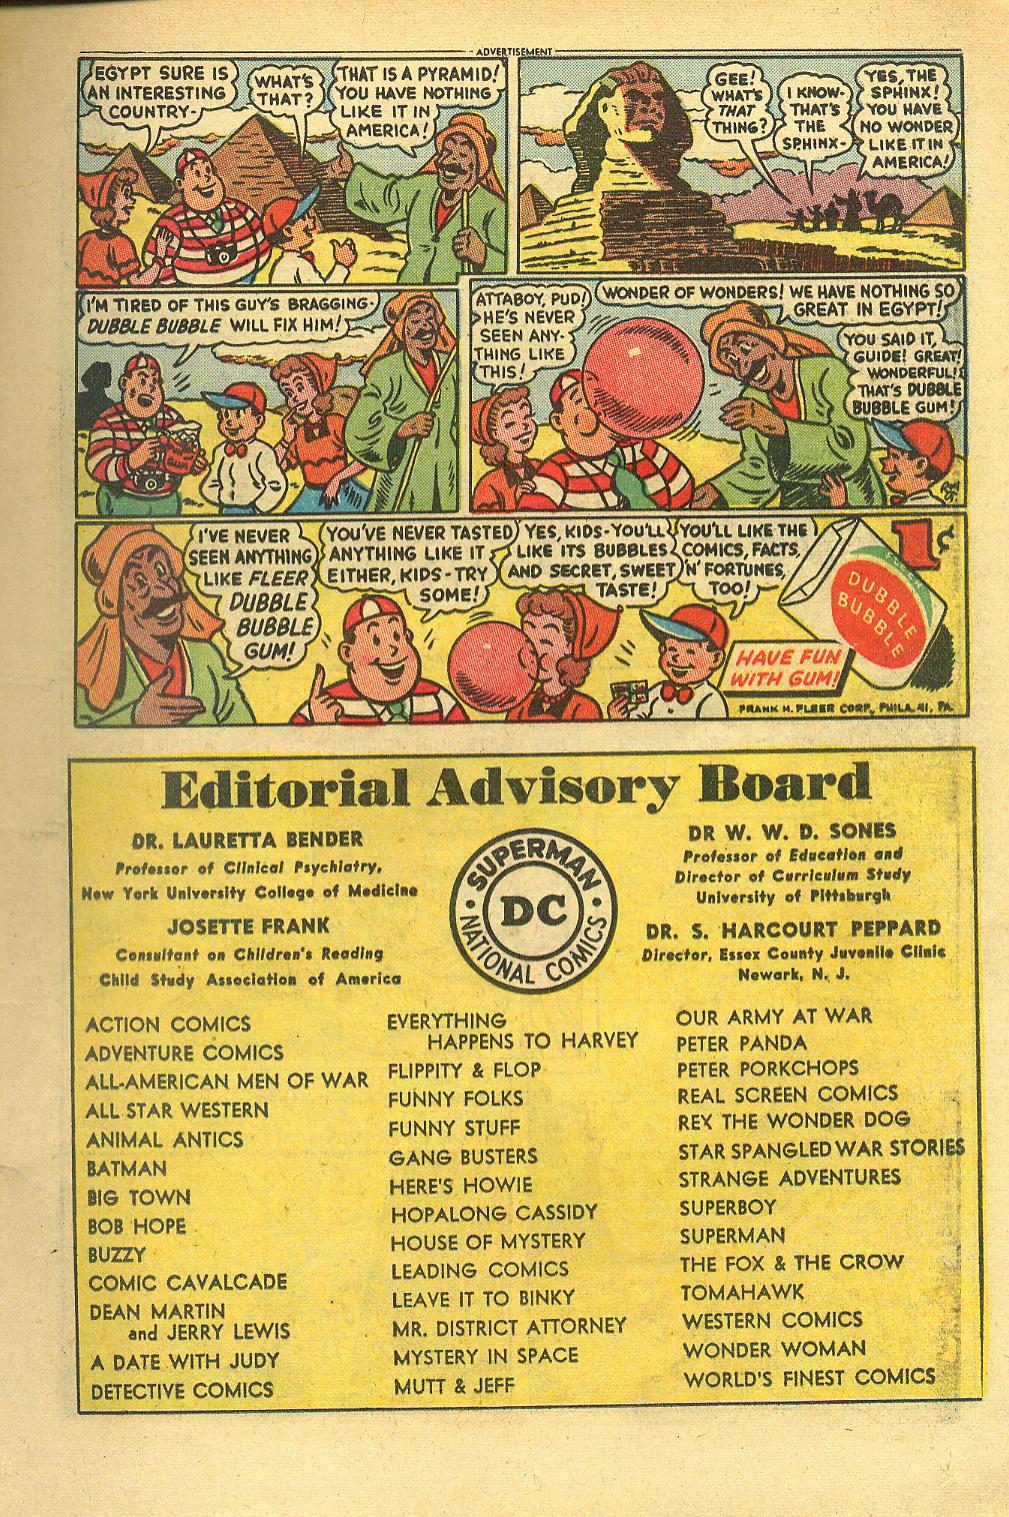 ADVERTISEMENT
EGYPT SURE IS
AN INTERESTING
COUNTRY-
WHAT'S
THAT?
THAT IS A PYRAMID!
YOU HAVE NOTHING
LIKE IT IN
AMERICA!
GEE!
WHAT'S
THAT
THING?
I KNOW-
THAT'S
THE
SPHINX-
YES, THE
SPHINX!
YOU HAVE
NO WONDER
LIKE IT IN
AMERICA!
I'M TIRED OF THIS GUY'S BRAGGING-
DUBBLE BUBBLE WILL FIX HIM!
ATTABOY, PUD!
HE'S NEVER
SEEN ANY-
THING LIKE
THIS!
WONDER OF WONDERS! WE HAVE NOTHING SO
GREAT IN EGYPT!
YOU SAID IT,
GUIDE! GREAT!
WONDERFUL!
THAT'S DUBBLE
BUBBLE GUM!
I'VE NEVER
SEEN ANYTHING
LIKE FLEER
DUBBLE
BUBBLE
GUM!
YOU'VE NEVER TASTED
ANYTHING LIKE IT
EITHER, KIDS-TRY
SOME!
YES, KIDS-YOU'LL
LIKE ITS BUBBLES
AND SECRET, SWEET
TASTE!
YOU'LL LIKE THE
COMICS, FACTS,
'N' FORTUNES,
TOO!
1¢
DUBBLE
BUBBLE
HAVE FUN
WITH GUM!
FRANK H. FLEER CORP., PHILA. 41, PA.
Editorial Advisory Board
DR. LAURETTA BENDER
Professor of Clinical Psychiatry,
New York University College of Medicine
JOSETTE FRANK
Consultant on Children's Reading
Child Study Association of America
SUPERMAN
DC
NATIONAL COMICS
DR W. W. D. SONES
Professor of Education and
Director of Curriculum Study
University of Pittsburgh
DR. S. HARCOURT PEPPARD
Director, Essex County Juvenile Clinic
Newark, N. J.
ACTION COMICS
ADVENTURE COMICS
ALL-AMERICAN MEN OF WAR
ALL STAR WESTERN
ANIMAL ANTICS
BATMAN
BIG TOWN
BOB HOPE
BUZZY
COMIC CAVALCADE
DEAN MARTIN
and JERRY LEWIS
A DATE WITH JUDY
DETECTIVE COMICS
EVERYTHING
HAPPENS TO HARVEY
FLIPPITY & FLOP
FUNNY FOLKS
FUNNY STUFF
GANG BUSTERS
HERE'S HOWIE
HOPALONG CASSIDY
HOUSE OF MYSTERY
LEADING COMICS
LEAVE IT TO BINKY
MR. DISTRICT ATTORNEY
MYSTERY IN SPACE
MUTT & JEFF
OUR ARMY AT WAR
PETER PANDA
PETER PORKCHOPS
REAL SCREEN COMICS
REX THE WONDER DOG
STAR SPANGLED WAR STORIES
STRANGE ADVENTURES
SUPERBOY
SUPERMAN
THE FOX & THE CROW
TOMAHAWK
WESTERN COMICS
WONDER WOMAN
WORLD'S FINEST COMICS